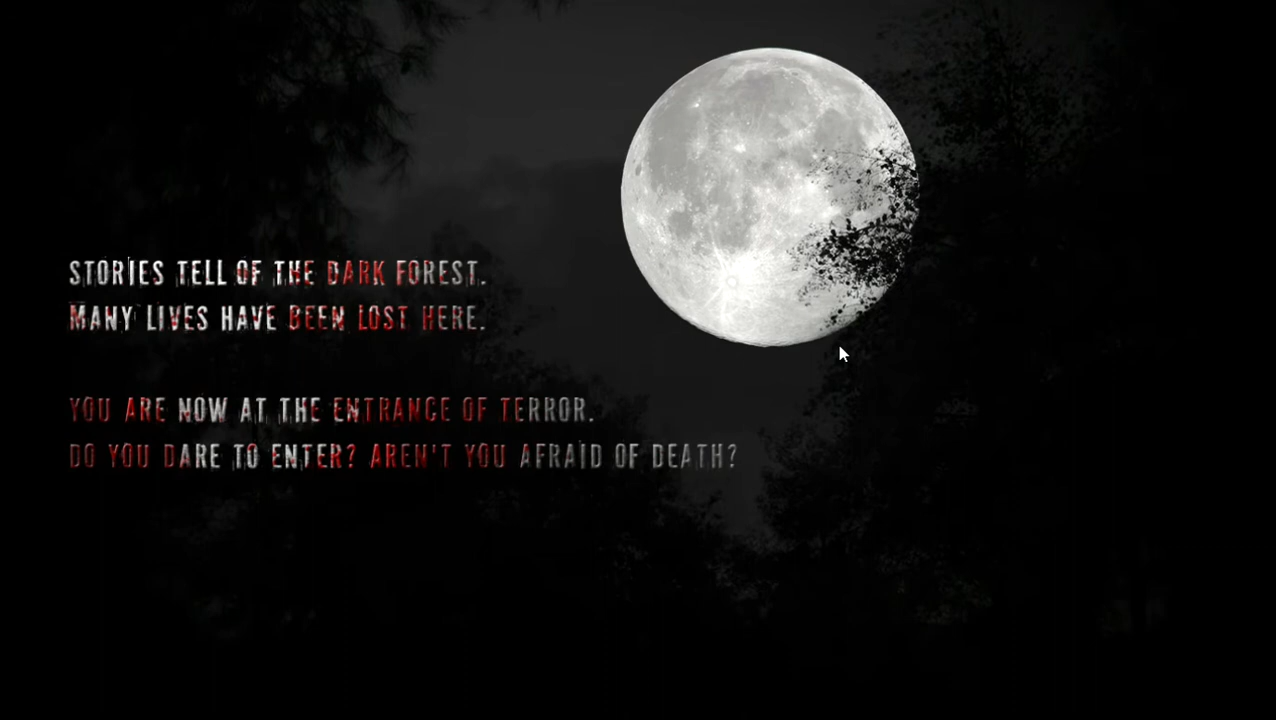 STORIES TELL OF THE DARK FOREST.
MANY LIVES HAVE BEEN LOST HERE.
YOU ARE NOW AT THE ENTRANCE OF TERROR.
DO YOU DARE TO ENTER? AREN'T YOU AFRAID OF DEATH?